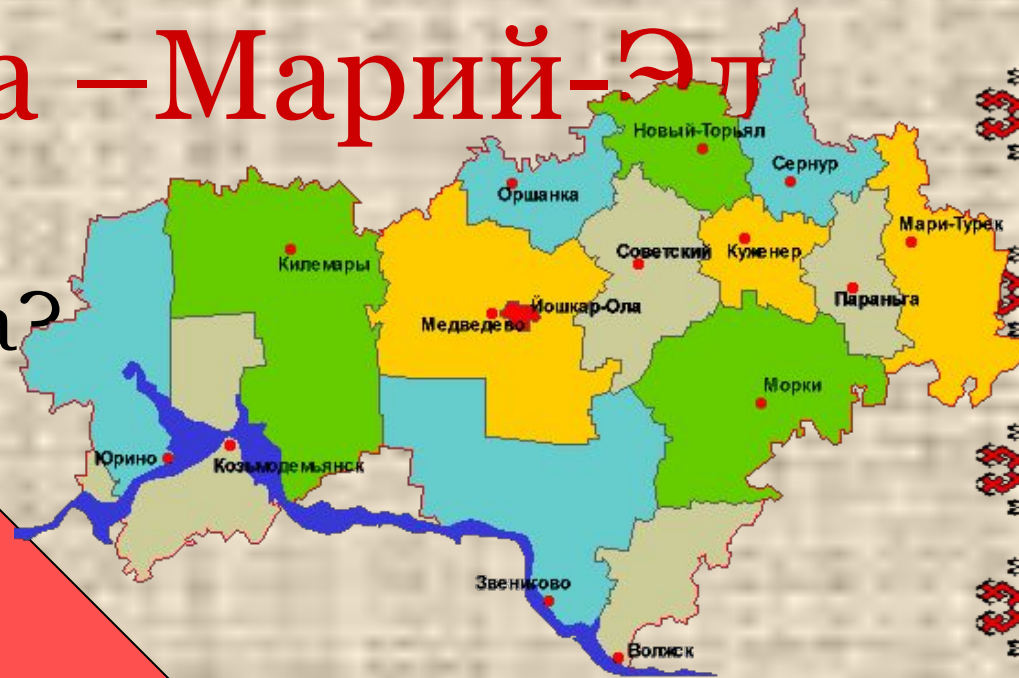 а –Марий-Эл
а?
Новый-Торьял
Сернур
Оршанка
Мари-Турек
Советский
Куженер
Килемары
Параньга
Йошкар-Ола
Медведево
Морки
Юрино
Козьмодемьянск
Звенигово
Волжск